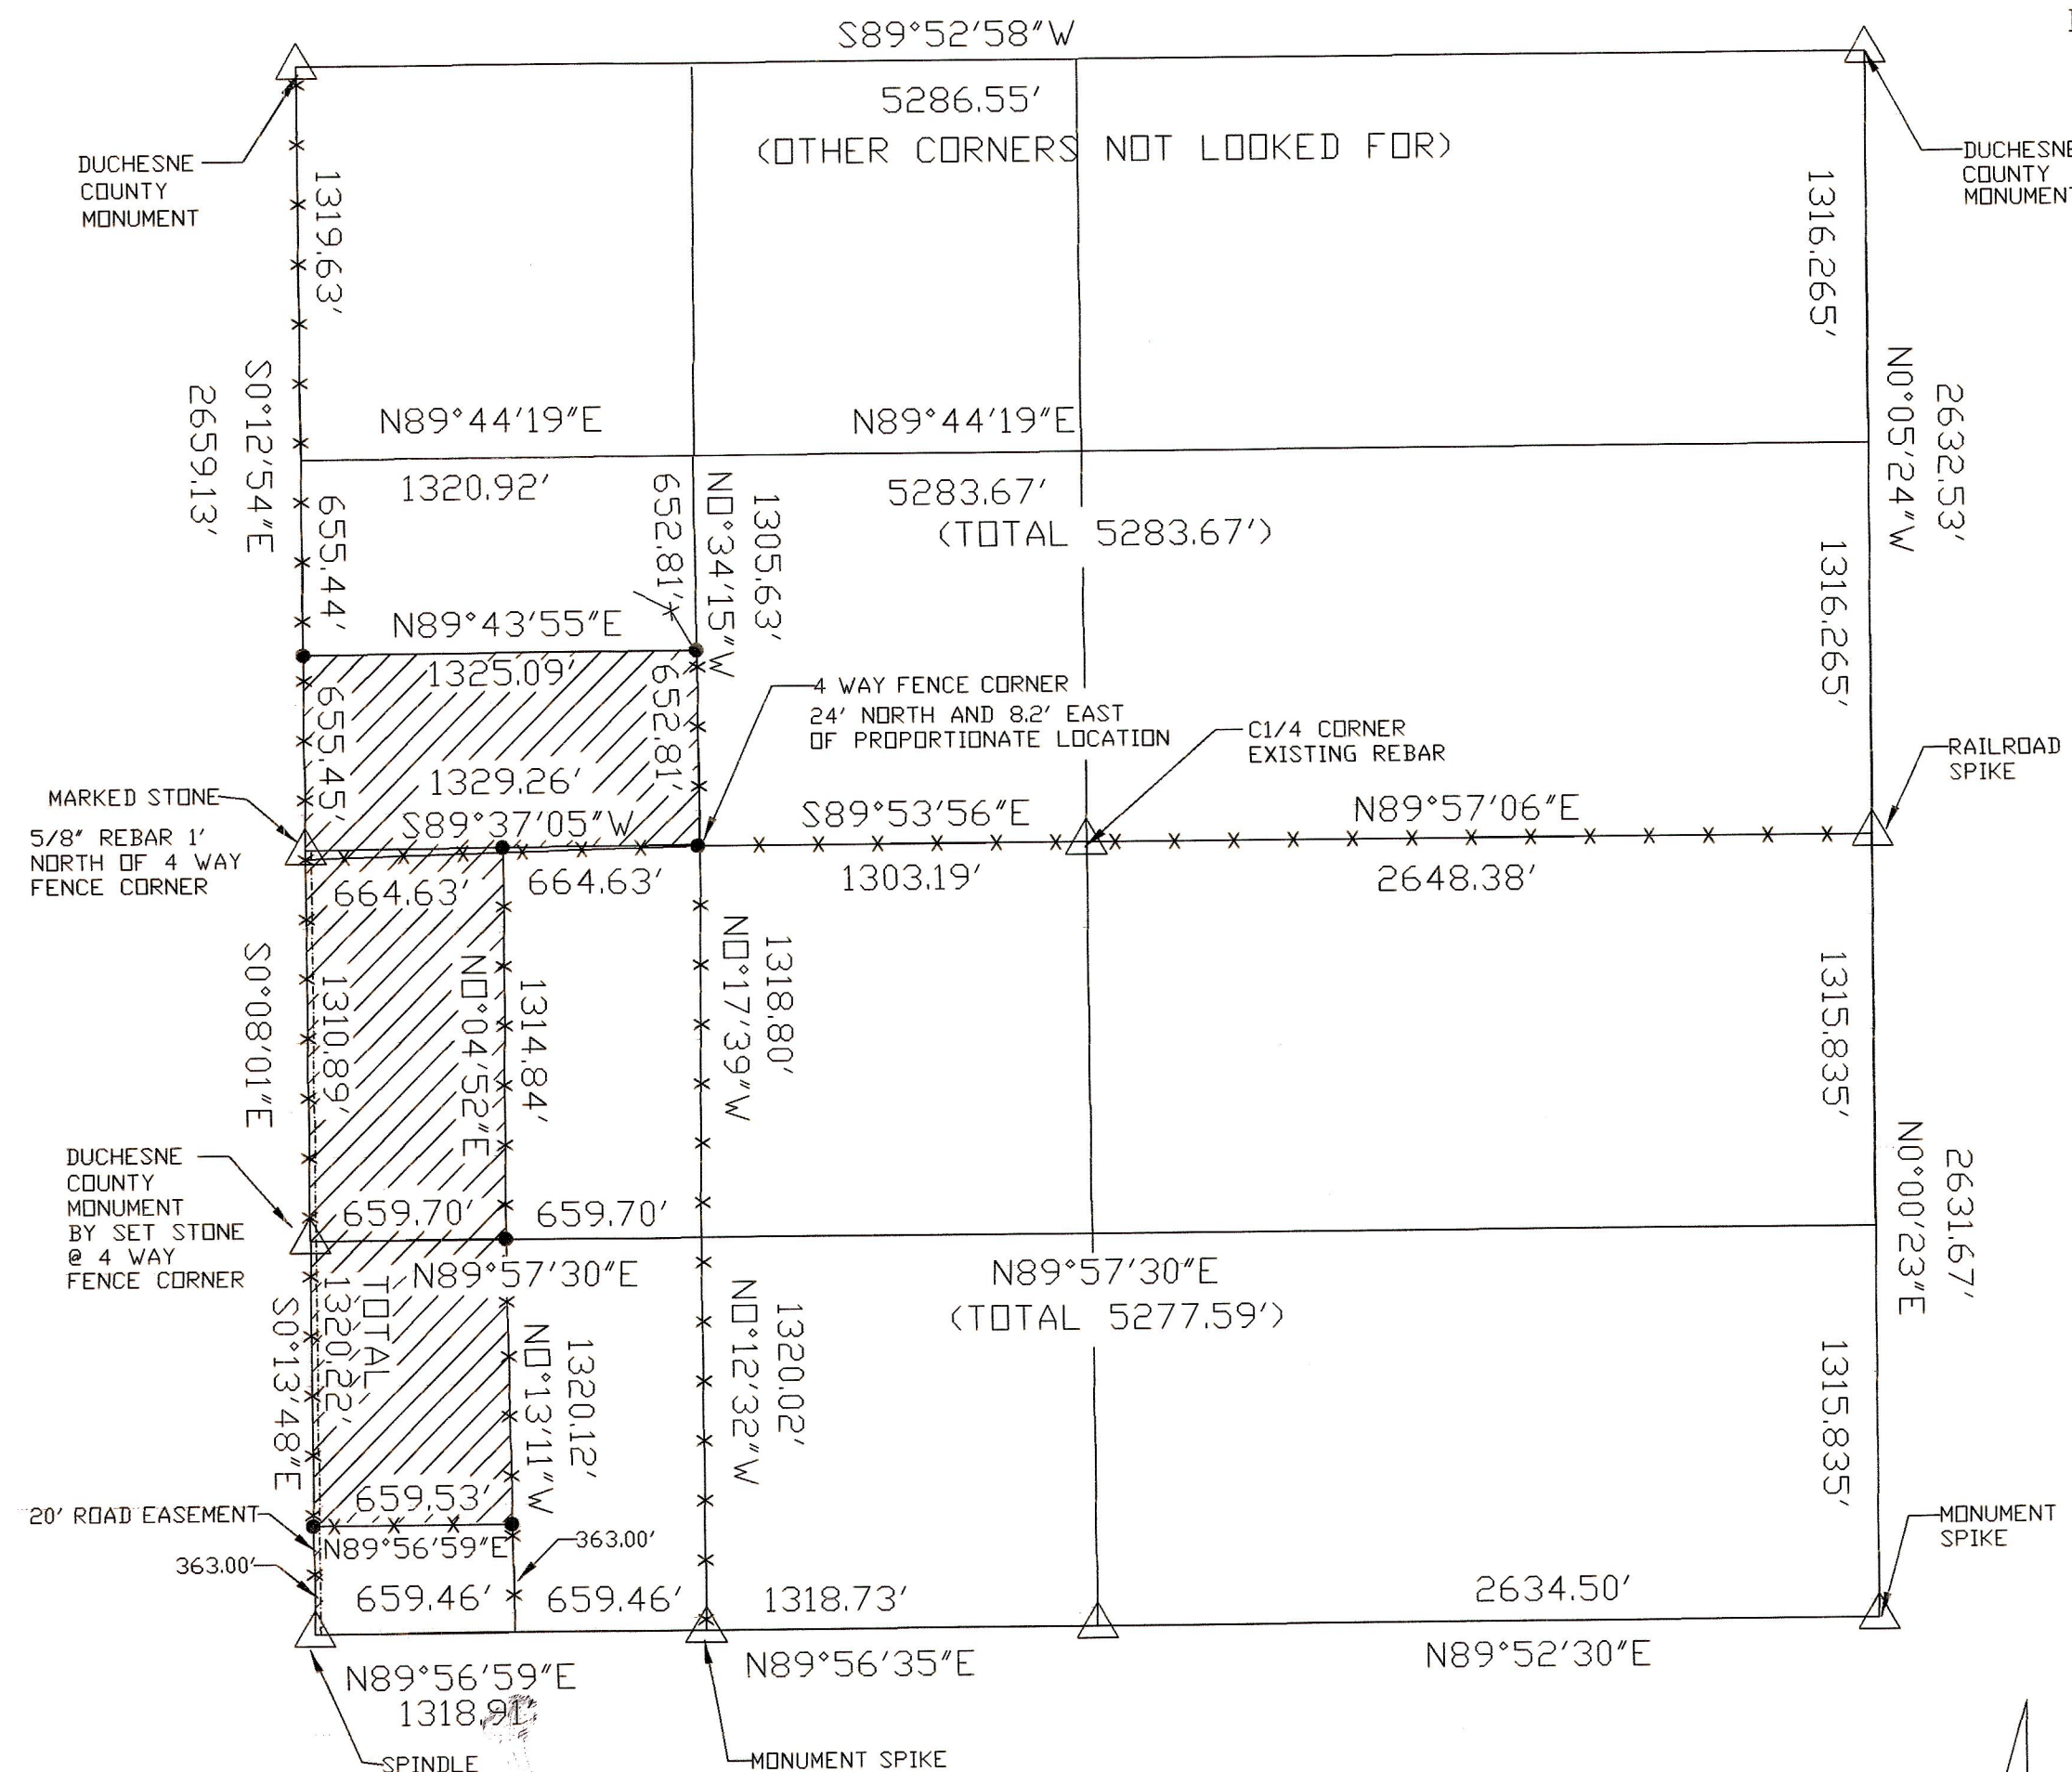 S89°52'58"W
5286.55'
(OTHER CORNERS NOT LOOKED FOR)
DUCHESNE
COUNTY
MONUMENT
DUCHESNE
COUNTY
MONUMENT
1319.63'
1316.265'
S0°12'54"E
2659.13'
N0°05'24"W
2632.53'
N89°44'19"E
N89°44'19"E
1320.92'
5283.67'
(TOTAL 5283.67')
655.44'
652.81'
N0°34'15"W
1305.63'
1316.265'
N89°43'55"E
1325.09'
655.45'
652.81'
4 WAY FENCE CORNER
24' NORTH AND 8.2' EAST
OF PROPORTIONATE LOCATION
C1/4 CORNER
EXISTING REBAR
RAILROAD
SPIKE
1329.26'
S89°37'05"W
S89°53'56"E
N89°57'06"E
MARKED STONE
5/8" REBAR 1'
NORTH OF 4 WAY
FENCE CORNER
664.63'
664.63'
1303.19'
2648.38'
S0°08'01"E
1310.89'
N0°04'52"E
1314.84'
N0°17'39"W
1318.80'
1315.835'
N0°00'23"E
2631.67'
DUCHESNE
COUNTY
MONUMENT
BY SET STONE
@ 4 WAY
FENCE CORNER
659.70'
659.70'
N89°57'30"E
N89°57'30"E
(TOTAL 5277.59')
S0°13'48"E
1320.22'
TOTAL
N0°13'11"W
1320.12'
N0°12'32"W
1320.02'
1315.835'
659.53'
N89°56'59"E
20' ROAD EASEMENT
363.00'
363.00'
MONUMENT
SPIKE
659.46'
659.46'
1318.73'
2634.50'
N89°56'59"E
1318.91'
N89°56'35"E
N89°52'30"E
SPINDLE
MONUMENT SPIKE